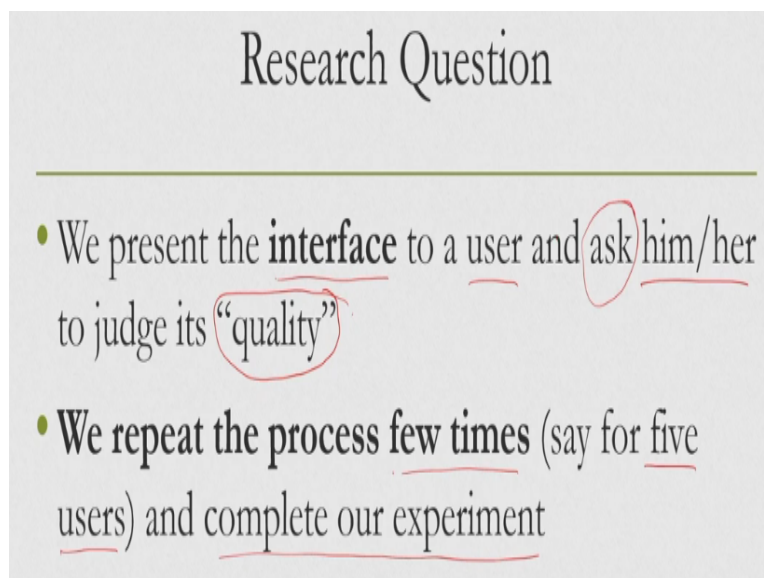 Research Question
• We present the interface to a user and ask him/her
to judge its “quality”
• We repeat the process few times (say for five
users) and complete our experiment